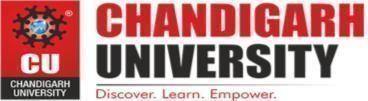 CU
CHANDIGARH
UNIVERSITY
CHANDIGARH
UNIVERSITY
Discover. Learn. Empower.